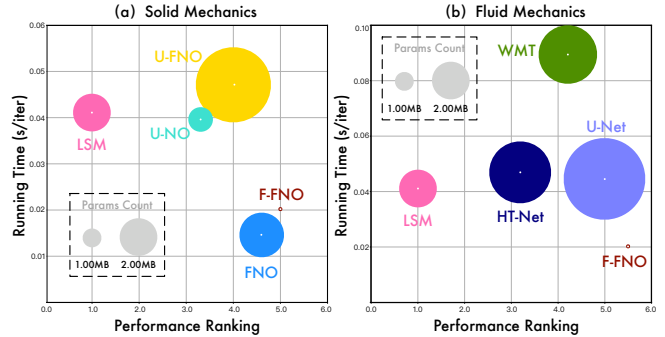 (a) Solid Mechanics
0.06
0.05
0.04
0.03
0.02
0.01
0.0
1.0
2.0
3.0
4.0
5.0
6.0
Running Time (s/iter)
Performance Ranking
U-FNO
U-NO
LSM
F-FNO
FNO
Params Count
1.00MB
2.00MB
(b) Fluid Mechanics
0.10
0.08
0.06
0.04
0.02
0.0
1.0
2.0
3.0
4.0
5.0
6.0
Running Time (s/iter)
Performance Ranking
Params Count
1.00MB
2.00MB
WMT
U-Net
LSM
HT-Net
F-FNO